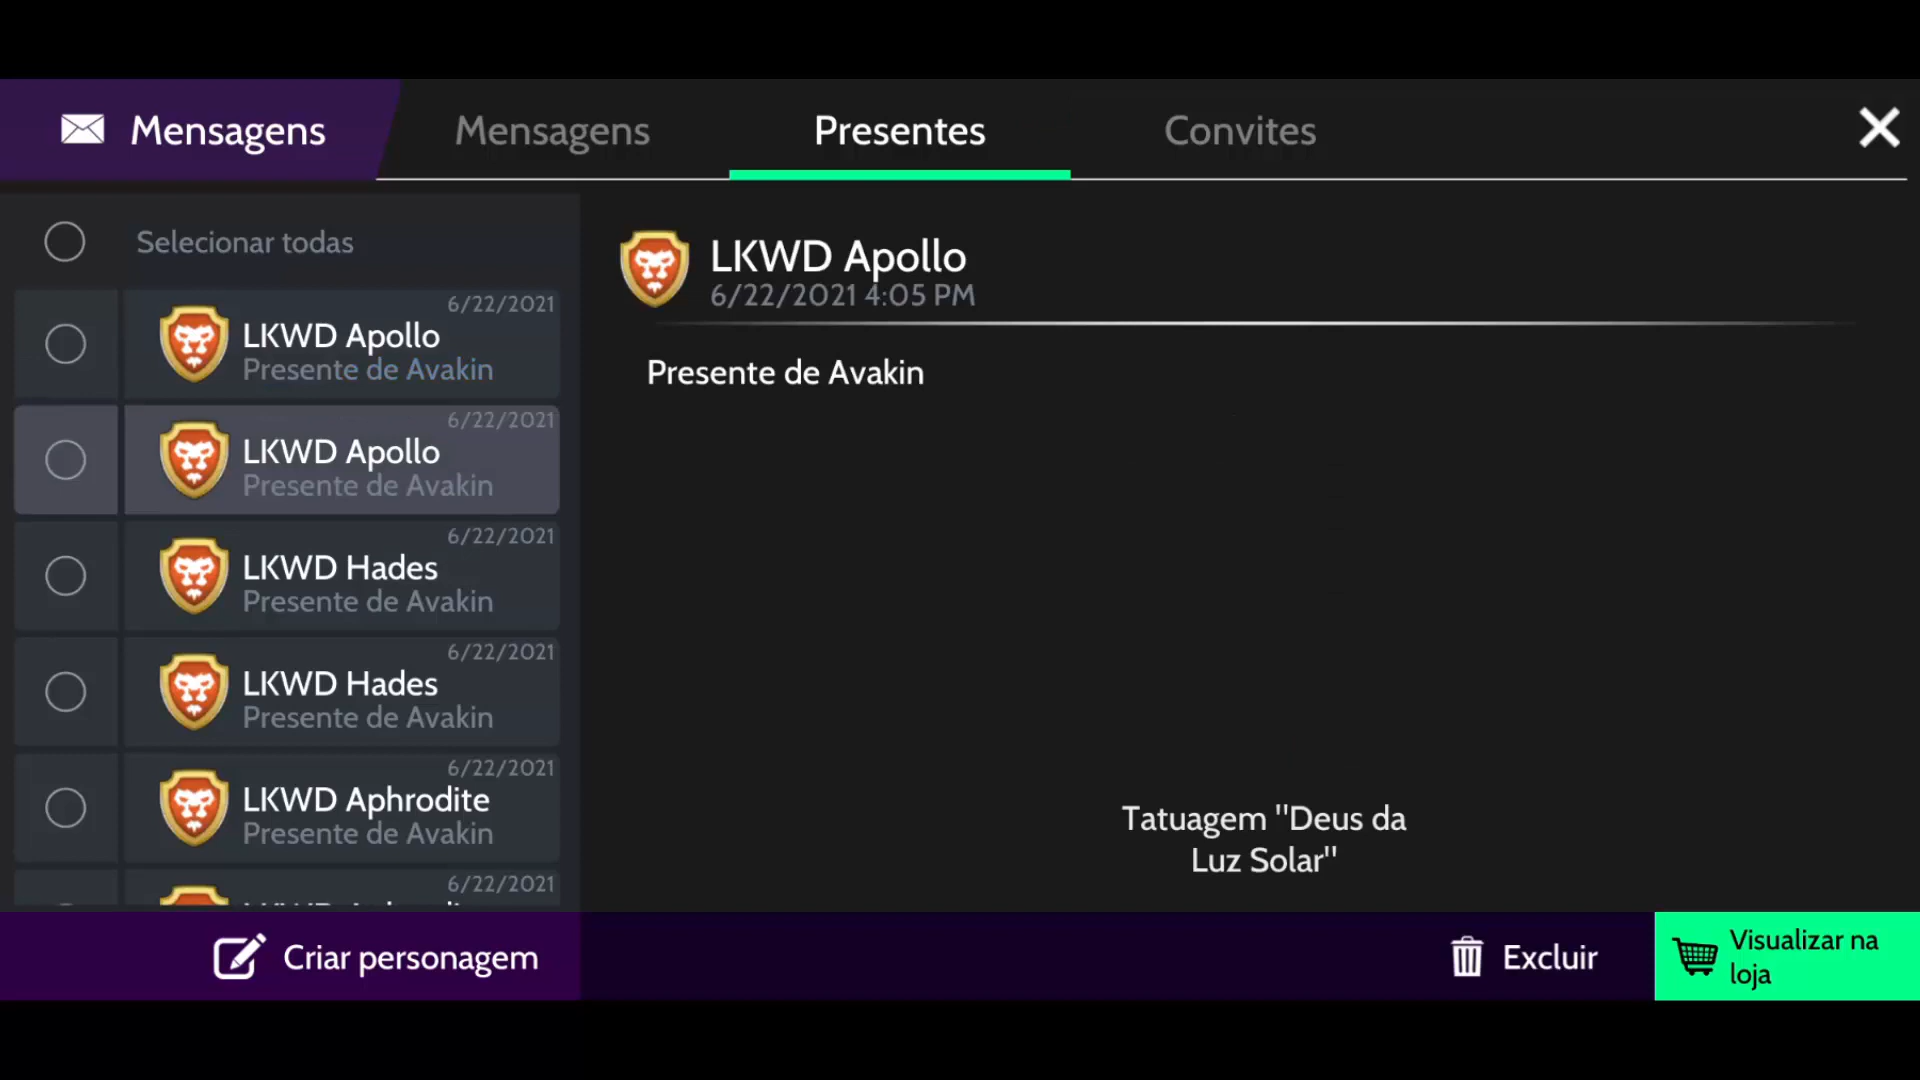 Mensagens
Mensagens
Presentes
Convites
Selecionar todas
6/22/2021
LKWD Apollo
Presente de Avakin
6/22/2021
LKWD Apollo
Presente de Avakin
6/22/2021
LKWD Hades
Presente de Avakin
6/22/2021
LKWD Hades
Presente de Avakin
6/22/2021
LKWD Aphrodite
Presente de Avakin
6/22/2021
LKWD Apollo
6/22/2021 4:05 PM
Presente de Avakin
Tatuagem "Deus da
Luz Solar"
Criar personagem
Excluir
Visualizar na
loja